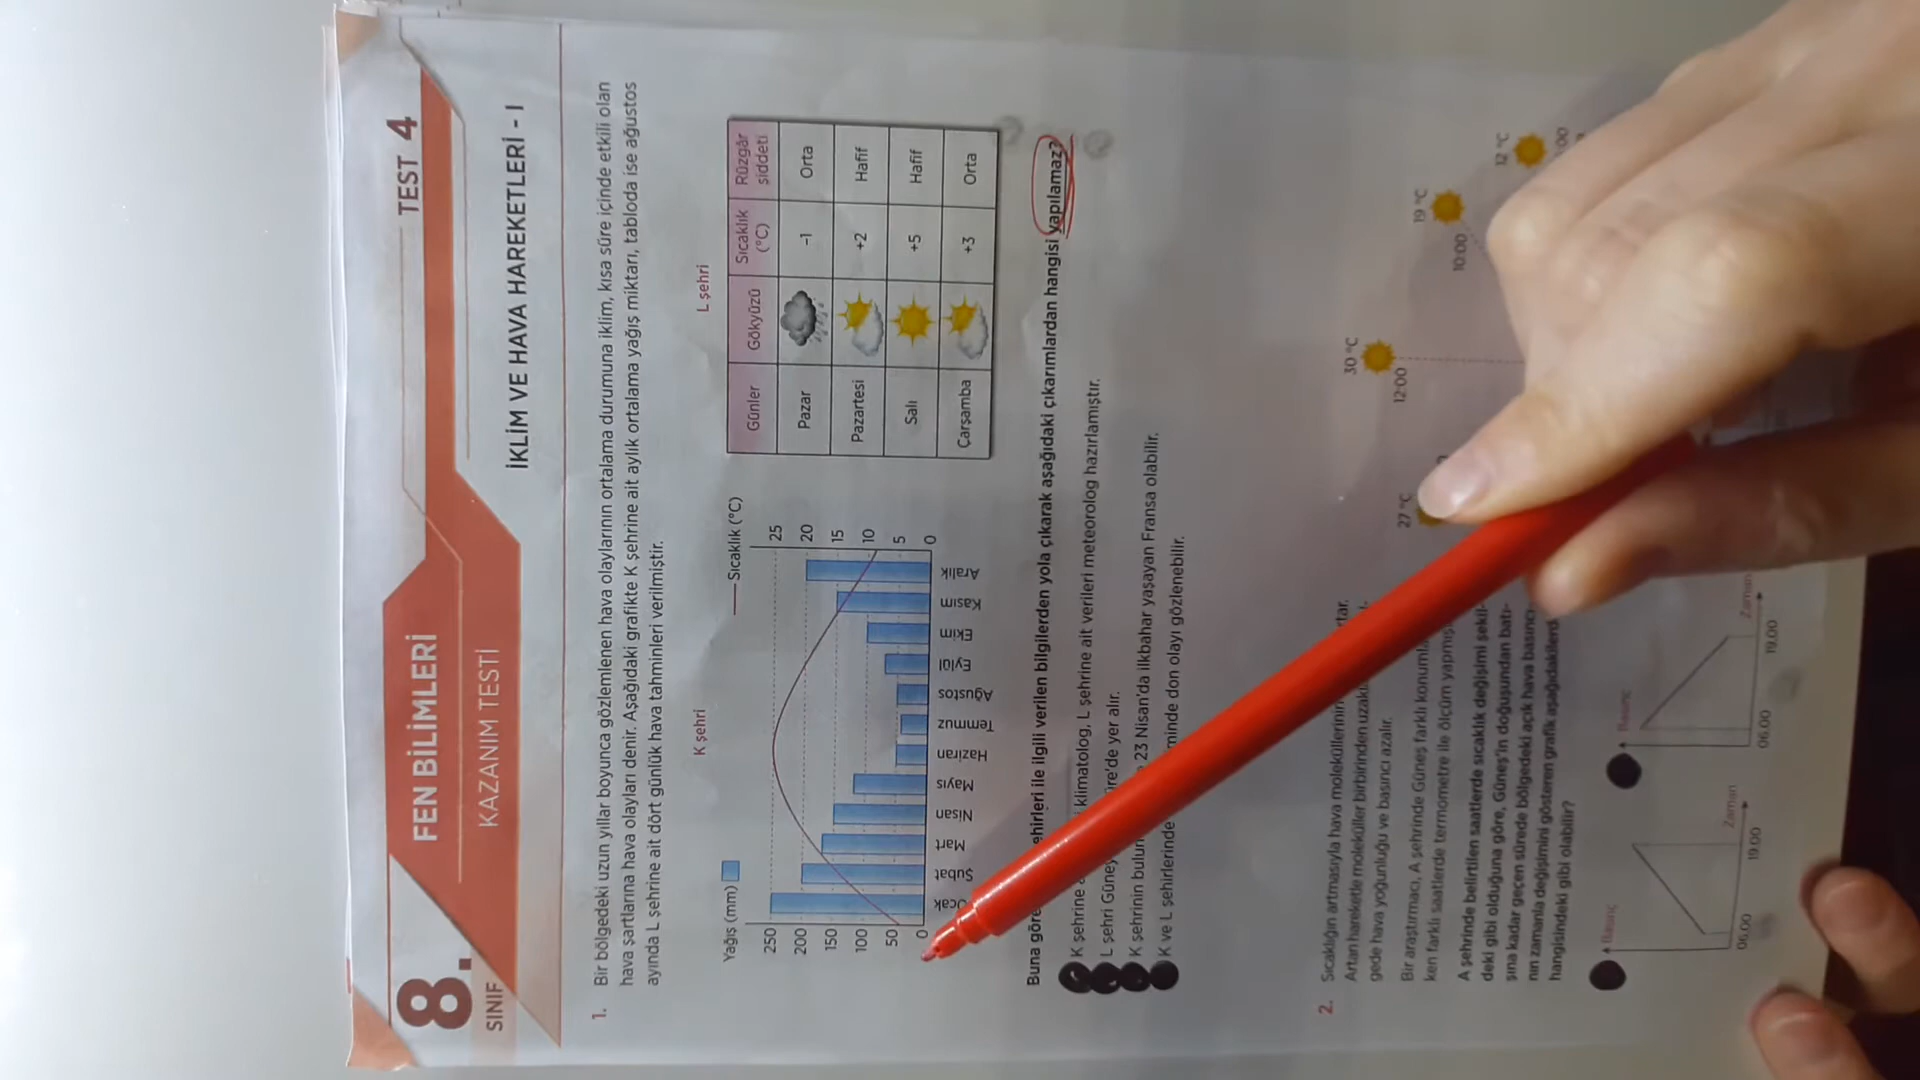 8.
SINIF
FEN BİLİMLERİ
KAZANIM TESTİ
TEST 4
İKLİM VE HAVA HAREKETLERİ - I
1. Bir bölgedeki uzun yıllar boyunca gözlemlenen hava olaylarının ortalama durumuna iklim, kısa süre içinde etkili olan
hava şartlarına hava olayları denir. Aşağıdaki grafikte K şehrine ait aylık ortalama yağış miktarı, tabloda ise ağustos
ayında L şehrine ait dört günlük hava tahminleri verilmiştir.
K şehri
Yağış (mm)
Sıcaklık (°C)
250
200
150
100
50
0
25
20
15
10
5
0
Ocak
Şubat
Mart
Nisan
Mayıs
Haziran
Temmuz
Ağustos
Eylül
Ekim
Kasım
Aralık
L şehri
Günler Gökyüzü Sıcaklık (°C) Rüzgâr şiddeti
Pazar -1 Orta
Pazartesi +2 Hafif
Salı +5 Hafif
Çarşamba +3 Orta
Buna göre şehirleri ile ilgili verilen bilgilerden yola çıkarak aşağıdaki çıkarımlardan hangisi yapılamaz?
K şehrine klimatolog, L şehrine ait verileri meteorolog hazırlamıştır.
L şehri Güney yer alır.
K şehrinin 23 Nisan'da ilkbahar yaşayan Fransa olabilir.
K ve L şehirlerinde don olayı gözlenebilir.
2. Sıcaklığın artmasıyla hava moleküllerinin
Artan hareketle moleküller birbirinden
gede hava yoğunluğu ve basıncı azalır.
Bir araştırmacı, A şehrinde Güneş farklı
ken farklı saatlerde termometre ile ölçüm
A şehrinde belirtilen saatlerde sıcaklık değişimi şekil-
deki gibi olduğuna göre, Güneş'in doğuşundan batı-
şına kadar geçen sürede bölgedeki açık hava
nın zamanla değişimini gösteren grafik
hangisindeki gibi olabilir?
27 °C
30 °C
12:00
19 °C
10:00
12 °C
Basınç
06.00
19.00
Zaman
Basınç
06.00
19.00
Zaman